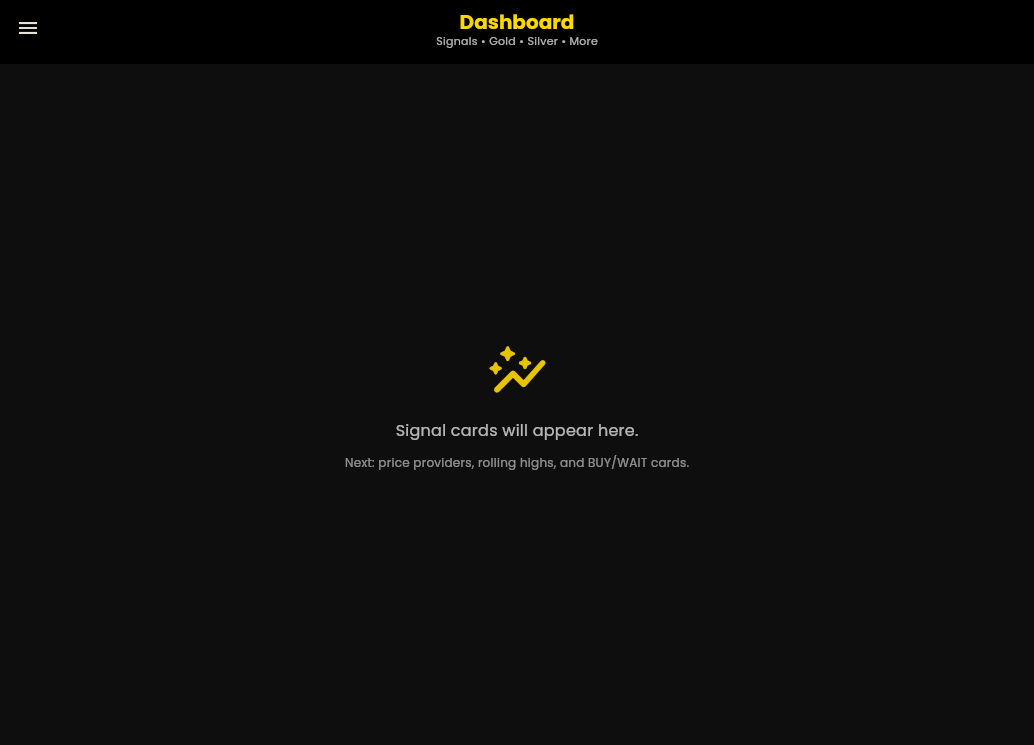 Dashboard
Signals • Gold • Silver • More
Signal cards will appear here.
Next: price providers, rolling highs, and BUY/WAIT cards.